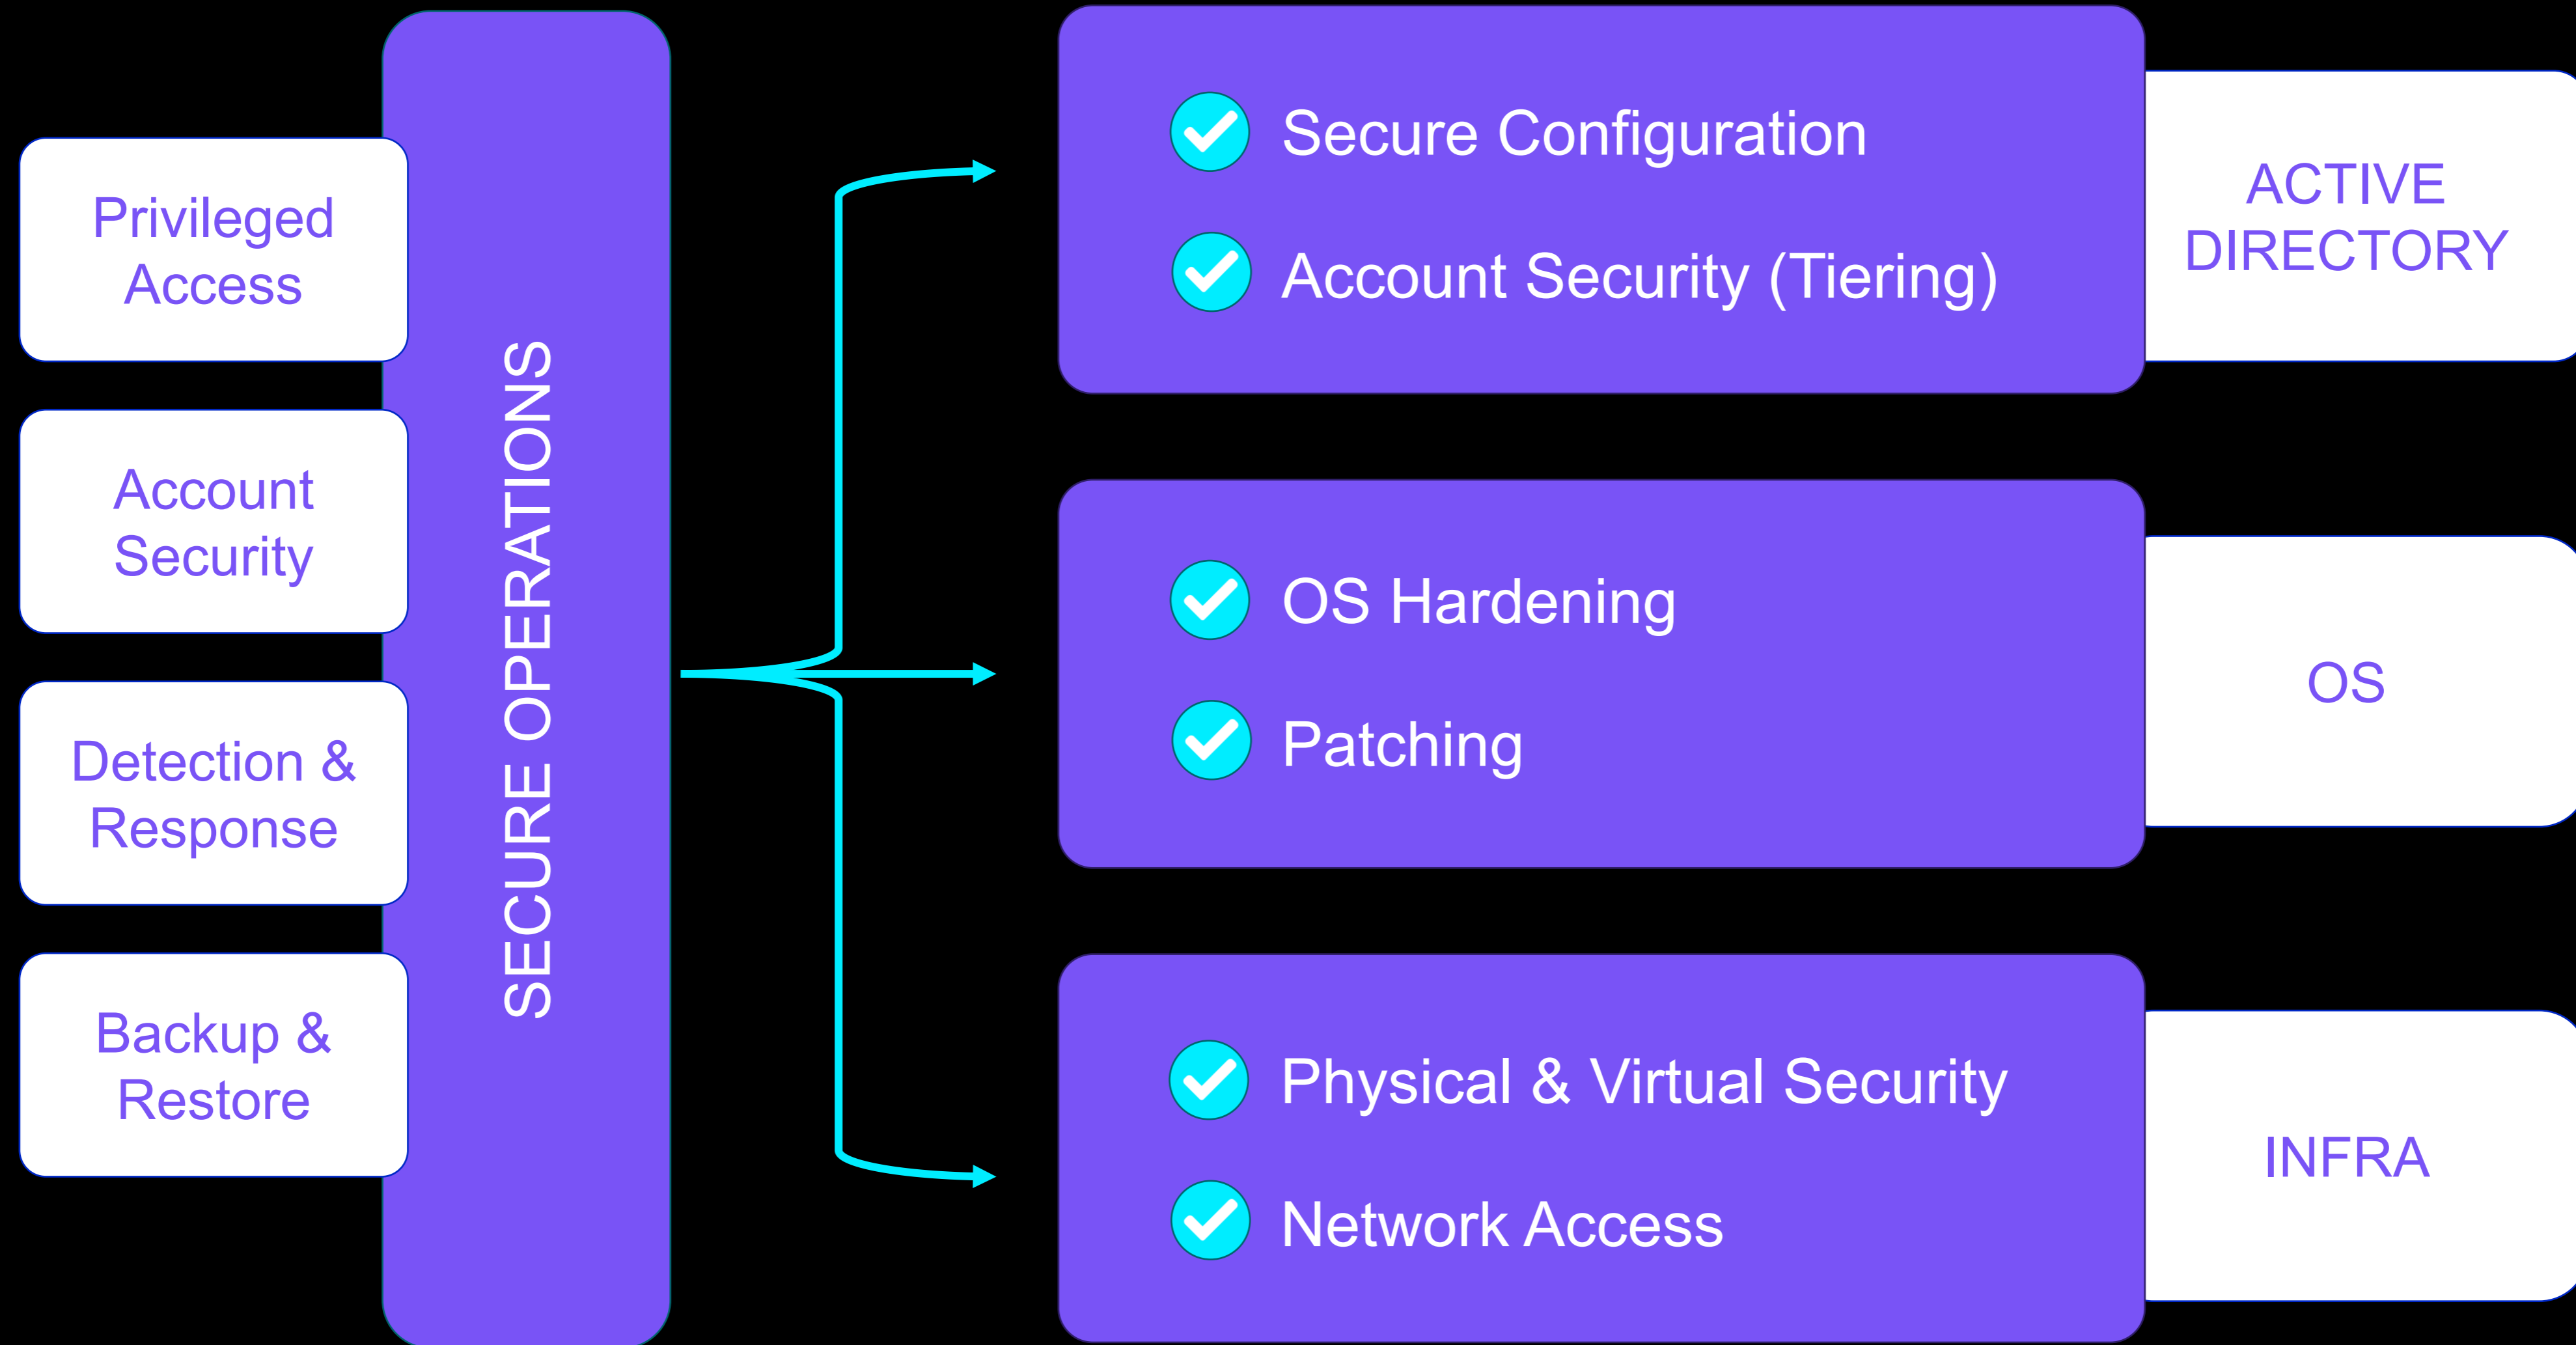 Privileged
Access
Account
Security
Detection &
Response
Backup &
Restore
SECURE OPERATIONS
Secure Configuration
Account Security (Tiering)
ACTIVE
DIRECTORY
OS Hardening
Patching
OS
Physical & Virtual Security
Network Access
INFRA